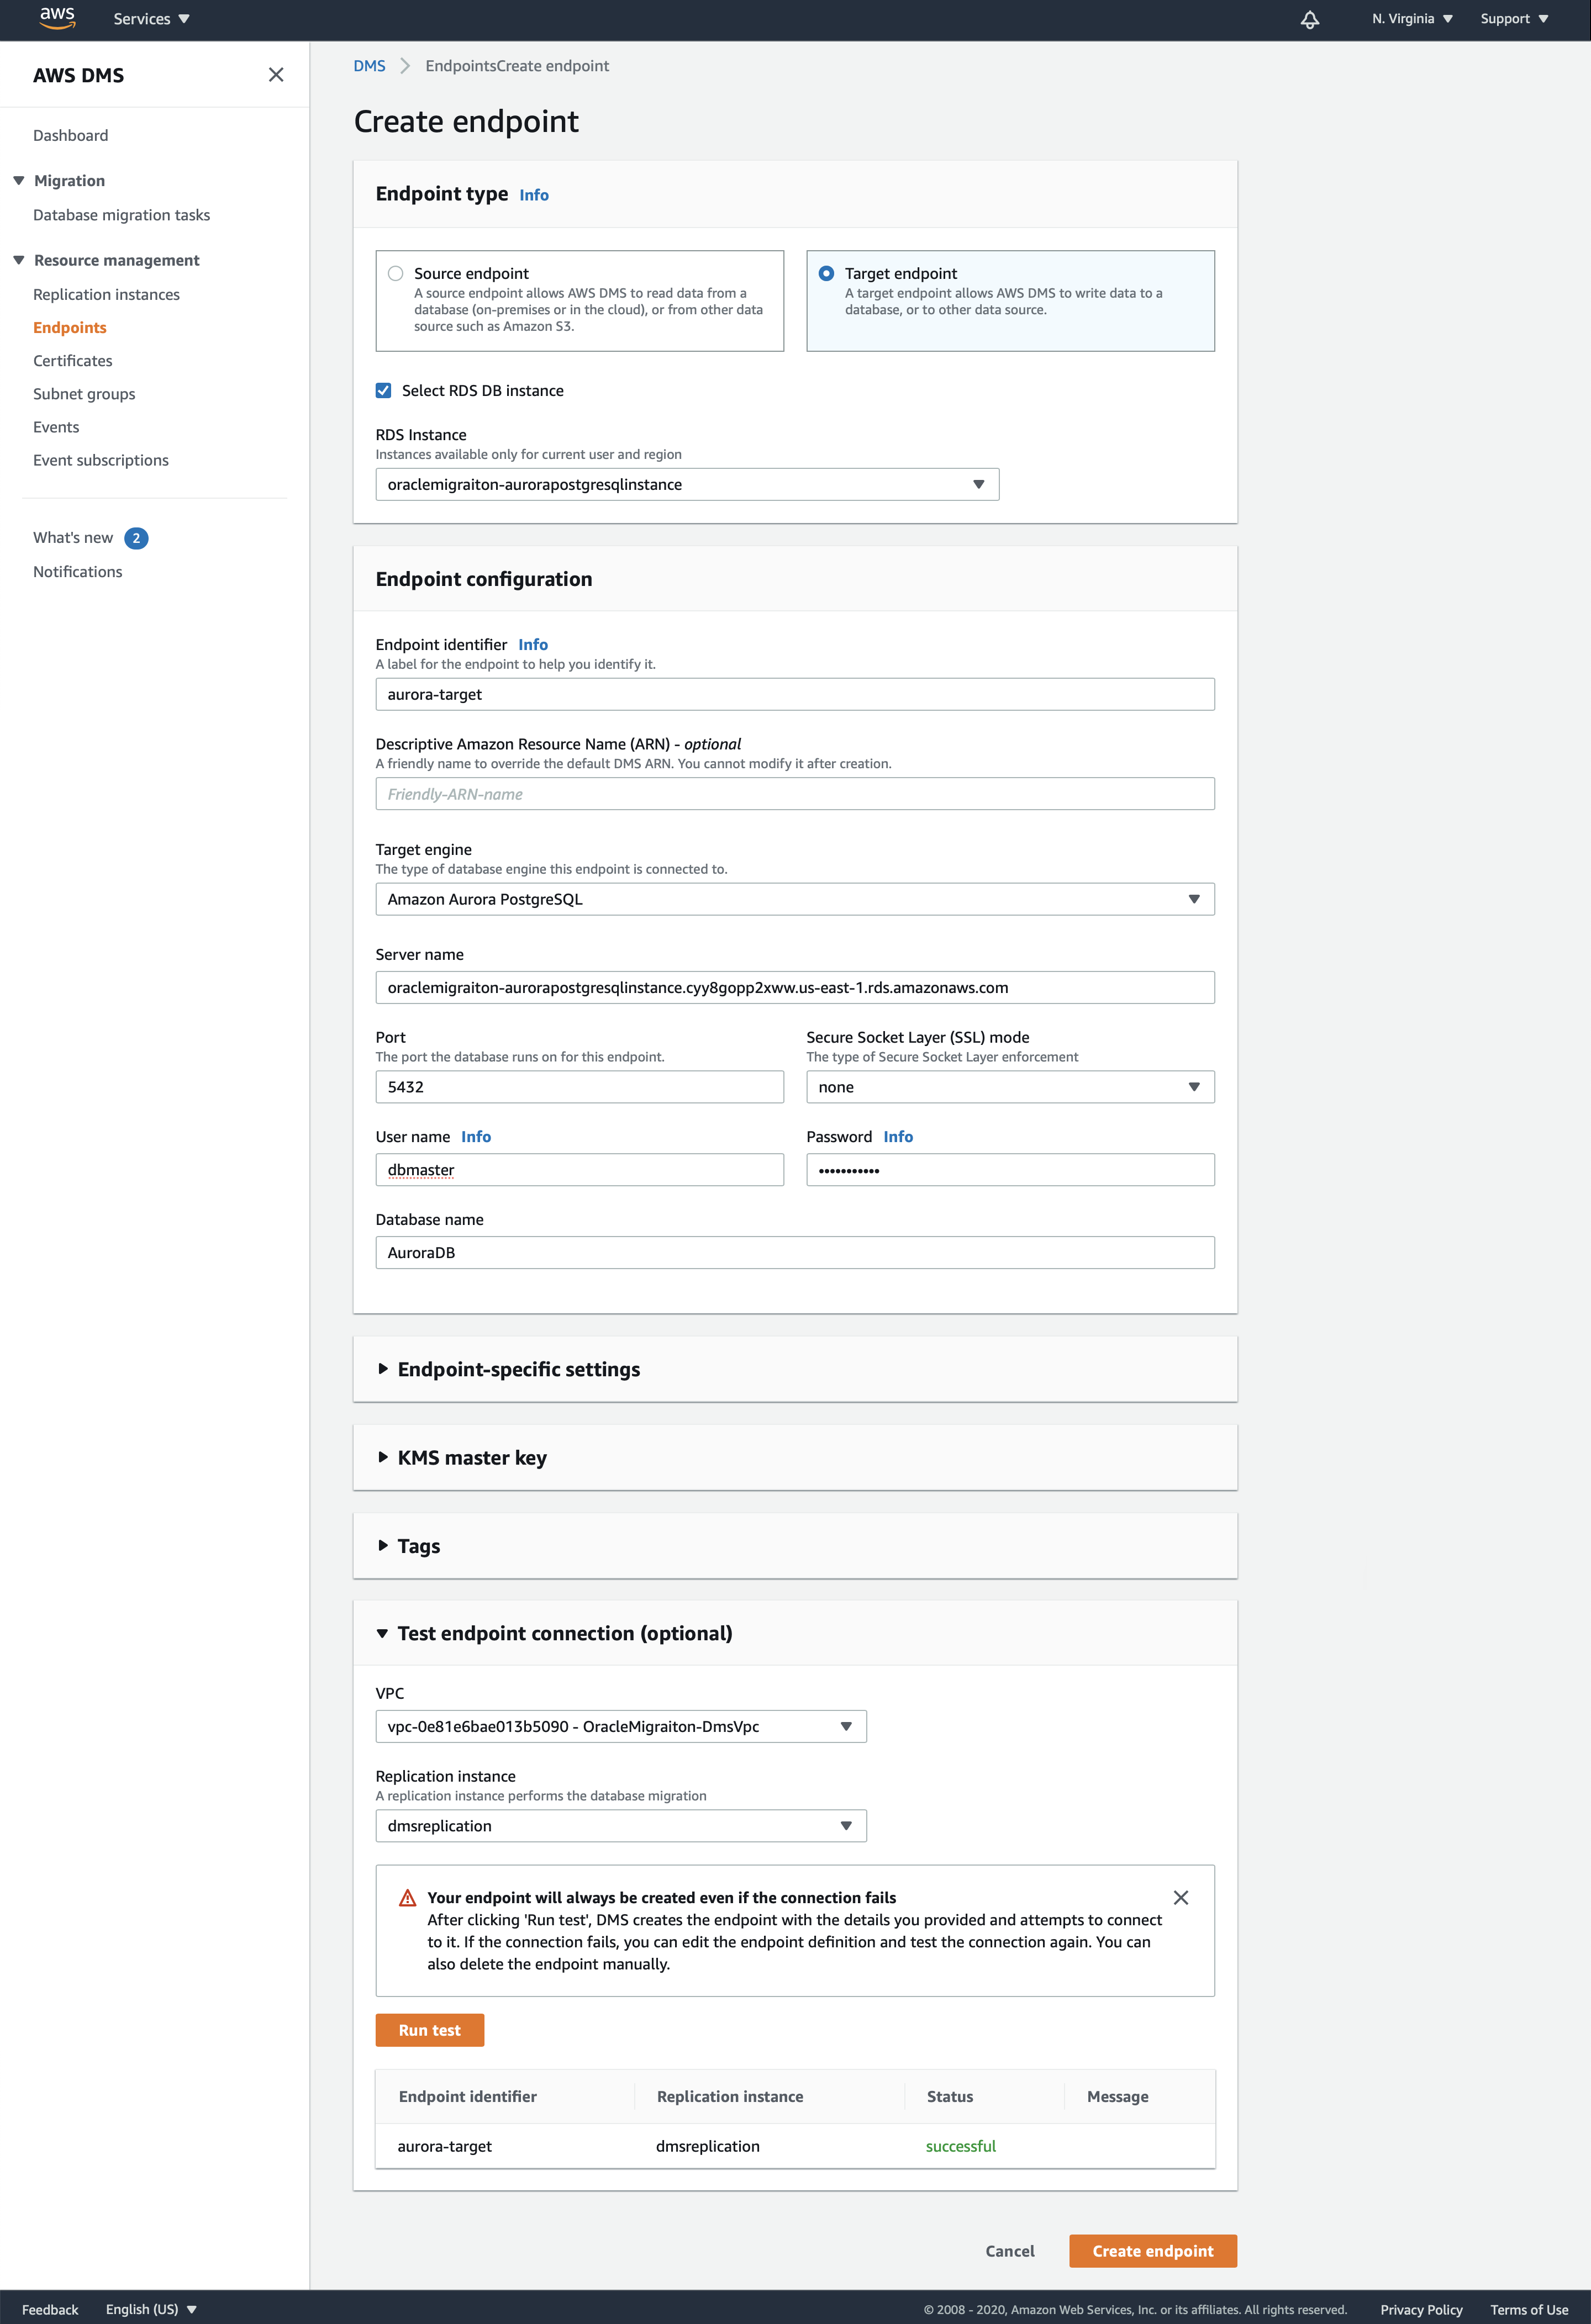 aws
Services
N. Virginia
Support
AWS DMS
Dashboard
Migration
Database migration tasks
Resource management
Replication instances
Endpoints
Certificates
Subnet groups
Events
Event subscriptions
What's new 2
Notifications
DMS
EndpointsCreate endpoint
Create endpoint
Endpoint type Info
Source endpoint
A source endpoint allows AWS DMS to read data from a
database (on-premises or in the cloud), or from other data
source such as Amazon S3.
Target endpoint
A target endpoint allows AWS DMS to write data to a
database, or to other data source.
Select RDS DB instance
RDS Instance
Instances available only for current user and region
oraclemigraiton-aurorapostgresqlinstance
Endpoint configuration
Endpoint identifier Info
A label for the endpoint to help you identify it.
aurora-target
Descriptive Amazon Resource Name (ARN) - optional
A friendly name to override the default DMS ARN. You cannot modify it after creation.
Friendly-ARN-name
Target engine
The type of database engine this endpoint is connected to.
Amazon Aurora PostgreSQL
Server name
oraclemigraiton-aurorapostgresqlinstance.cyy8gopp2xww.us-east-1.rds.amazonaws.com
Port
The port the database runs on for this endpoint.
5432
Secure Socket Layer (SSL) mode
The type of Secure Socket Layer enforcement
none
User name Info
dbmaster
Password Info
•••••••••••
Database name
AuroraDB
Endpoint-specific settings
KMS master key
Tags
Test endpoint connection (optional)
VPC
vpc-0e81e6bae013b5090 - OracleMigraiton-DmsVpc
Replication instance
A replication instance performs the database migration
dmsreplication
Your endpoint will always be created even if the connection fails
After clicking 'Run test', DMS creates the endpoint with the details you provided and attempts to connect
to it. If the connection fails, you can edit the endpoint definition and test the connection again. You can
also delete the endpoint manually.
Run test
Endpoint identifier Replication instance Status Message
aurora-target dmsreplication successful
Cancel
Create endpoint
Feedback
English (US)
© 2008 - 2020, Amazon Web Services, Inc. or its affiliates. All rights reserved.
Privacy Policy
Terms of Use